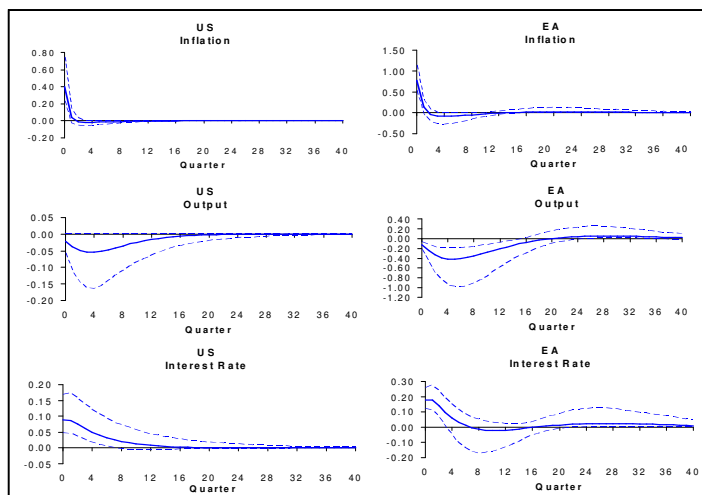 US
Inflation
0.80
0.60
0.40
0.20
0.00
-0.20
0 4 8 12 16 20 24 28 32 36 40
Quarter
EA
Inflation
1.50
1.00
0.50
0.00
-0.50
0 4 8 12 16 20 24 28 32 36 40
Quarter
US
Output
0.05
0.00
-0.05
-0.10
-0.15
-0.20
0 4 8 12 16 20 24 28 32 36 40
Quarter
EA
Output
0.40
0.20
0.00
-0.20
-0.40
-0.60
-0.80
-1.00
-1.20
0 4 8 12 16 20 24 28 32 36 40
Quarter
US
Interest Rate
0.20
0.15
0.10
0.05
0.00
-0.05
0 4 8 12 16 20 24 28 32 36 40
Quarter
EA
Interest Rate
0.30
0.20
0.10
0.00
-0.10
-0.20
0 4 8 12 16 20 24 28 32 36 40
Quarter